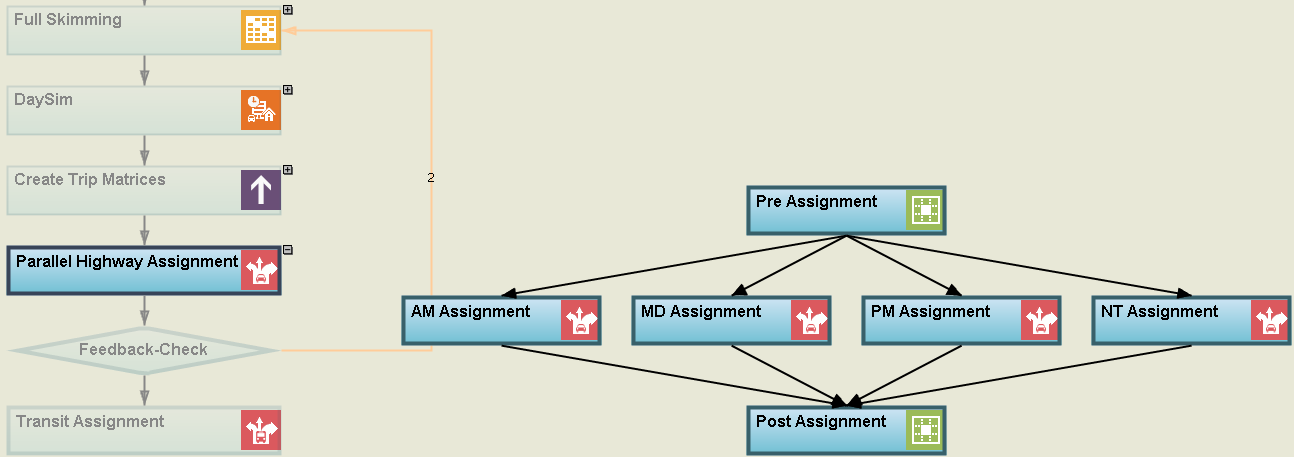 Full Skimming
DaySim
Create Trip Matrices
2
Pre Assignment
Parallel Highway Assignment
AM Assignment
MD Assignment
PM Assignment
NT Assignment
Feedback-Check
Transit Assignment
Post Assignment